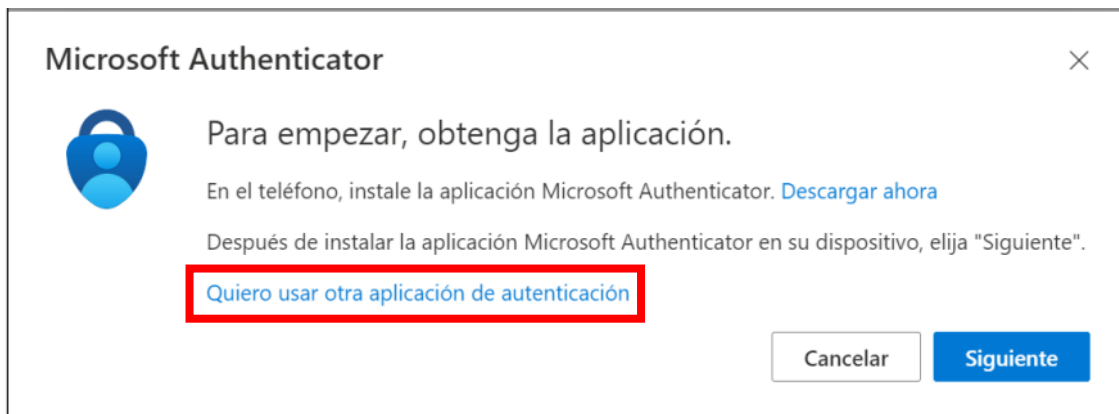 Microsoft Authenticator
Para empezar, obtenga la aplicación.
En el teléfono, instale la aplicación Microsoft Authenticator. Descargar ahora
Después de instalar la aplicación Microsoft Authenticator en su dispositivo, elija "Siguiente".
Quiero usar otra aplicación de autenticación
Cancelar Siguiente